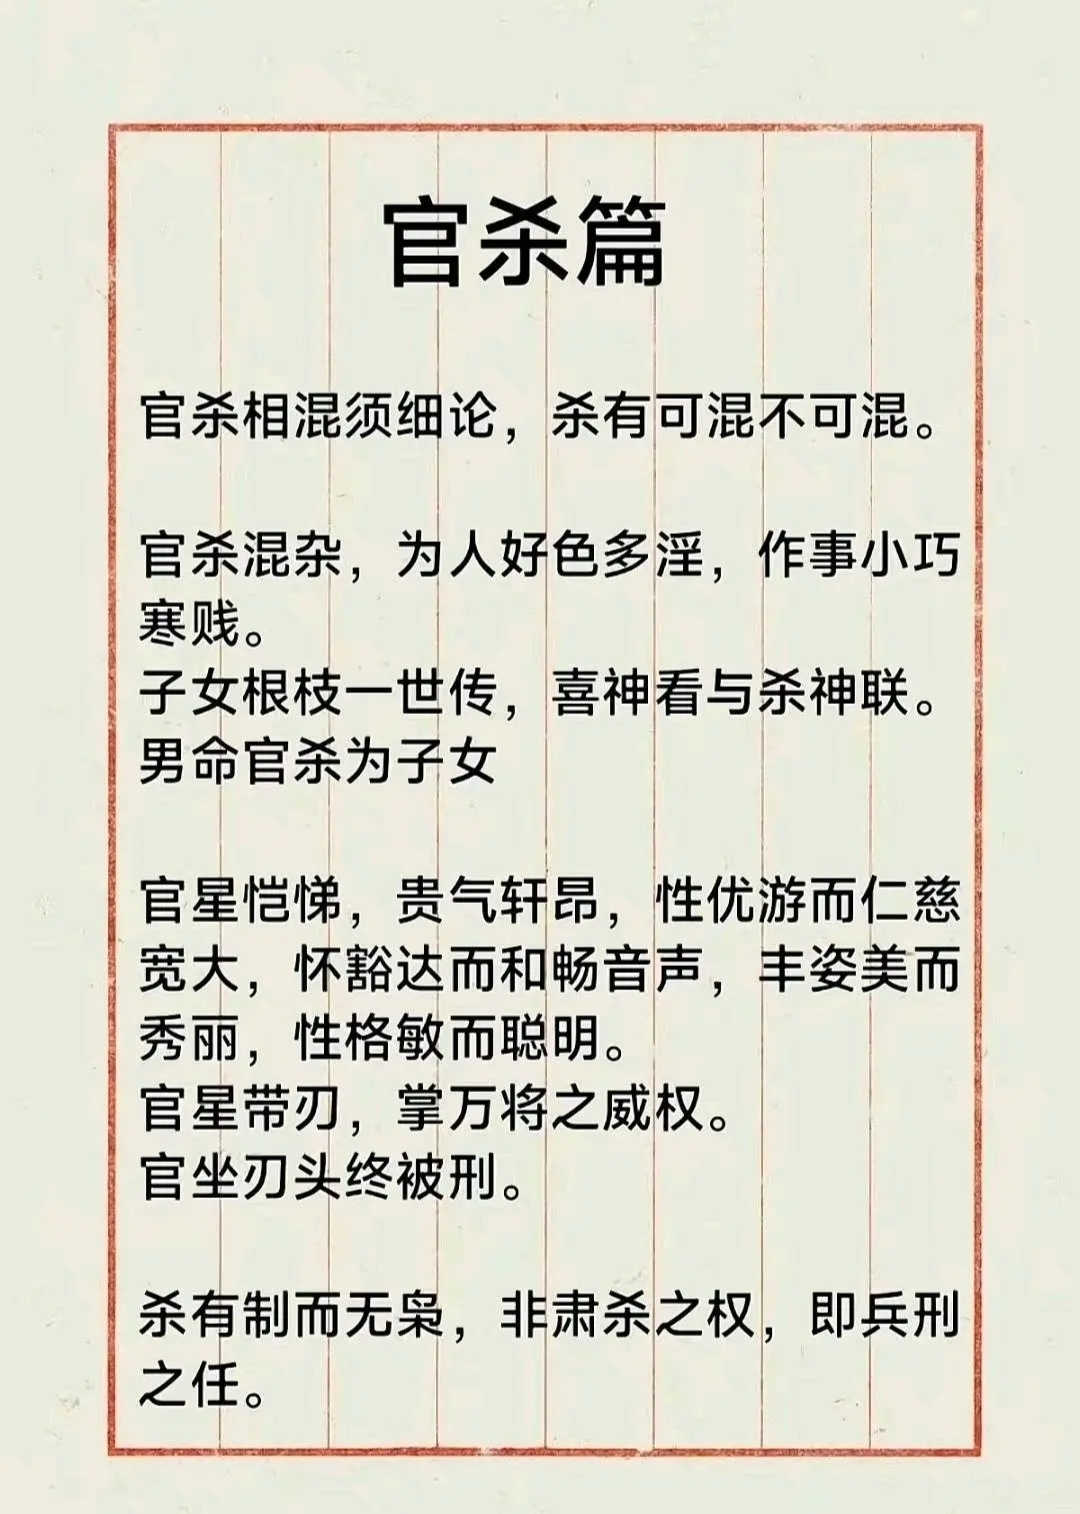 官杀篇
官杀相混须细论，杀有可混不可混。
官杀混杂，为人好色多淫，作事小巧
寒贱。
子女根枝一世传，喜神看与杀神联。
男命官杀为子女
官星恺悌，贵气轩昂，性优游而仁慈
宽大，怀豁达而和畅音声，丰姿美而
秀丽，性格敏而聪明。
官星带刃，掌万将之威权。
官坐刃头终被刑。
杀有制而无枭，非肃杀之权，即兵刑
之任。